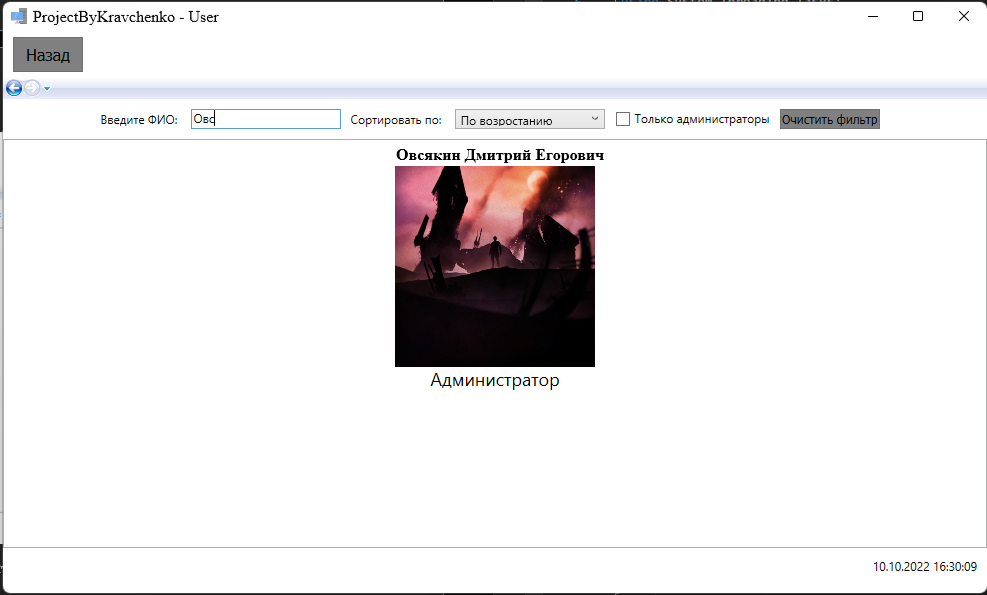 ProjectByKravchenko - User
Назад
Введите ФИО: Овс Сортировать по: По возростанию Только администраторы Очистить фильтр
Овсякин Дмитрий Егорович
Администратор
10.10.2022 16:30:09